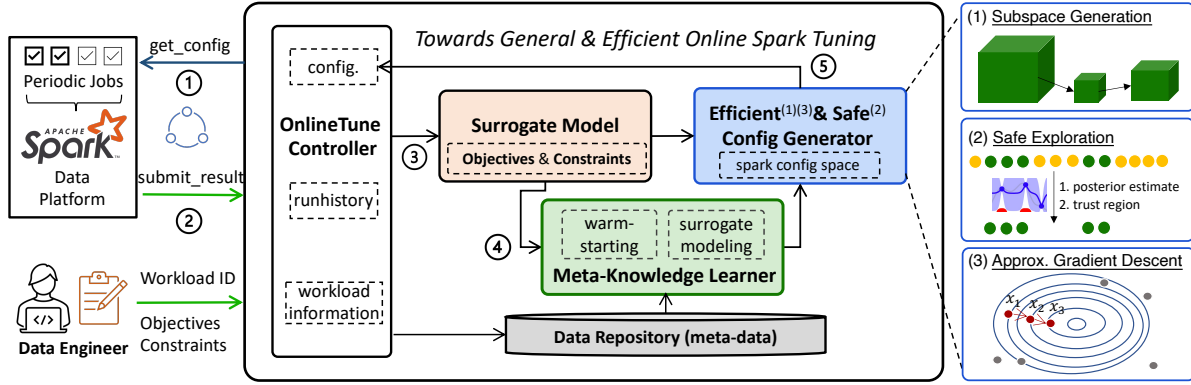 get_config
①
Periodic Jobs
APACHE
Spark™
Data
Platform
submit_result
②
</>
Data Engineer
Workload ID
Objectives
Constraints
Towards General & Efficient Online Spark Tuning
config.
OnlineTune
Controller
runhistory
workload
information
③
Surrogate Model
Objectives & Constraints
④
⑤
Efficient(1)(3)& Safe(2)
Config Generator
spark config space
warm-
starting
surrogate
modeling
Meta-Knowledge Learner
Data Repository (meta-data)
(1) Subspace Generation
(2) Safe Exploration
1. posterior estimate
2. trust region
(3) Approx. Gradient Descent
x1
x2
x3